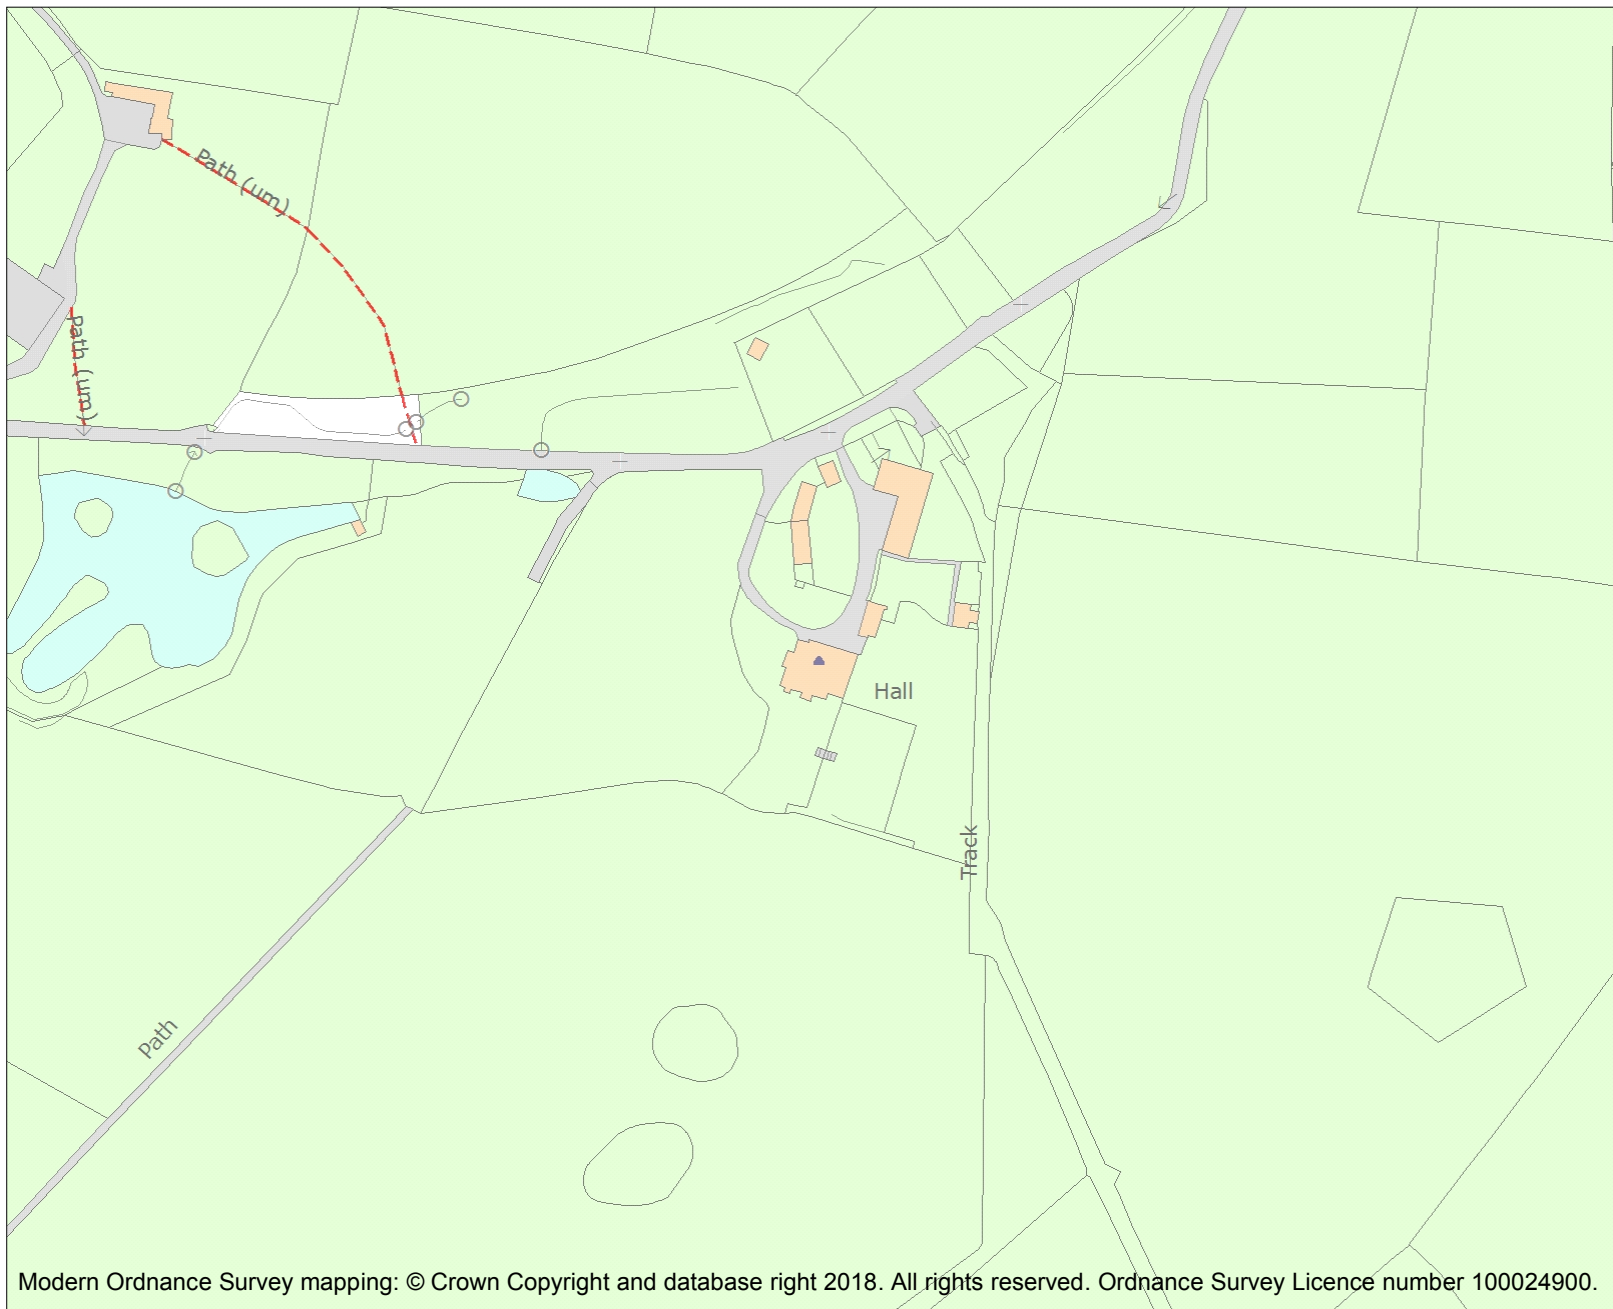 Path (um)
Path (um)
Hall
Track
Path
Modern Ordnance Survey mapping: © Crown Copyright and database right 2018. All rights reserved. Ordnance Survey Licence number 100024900.